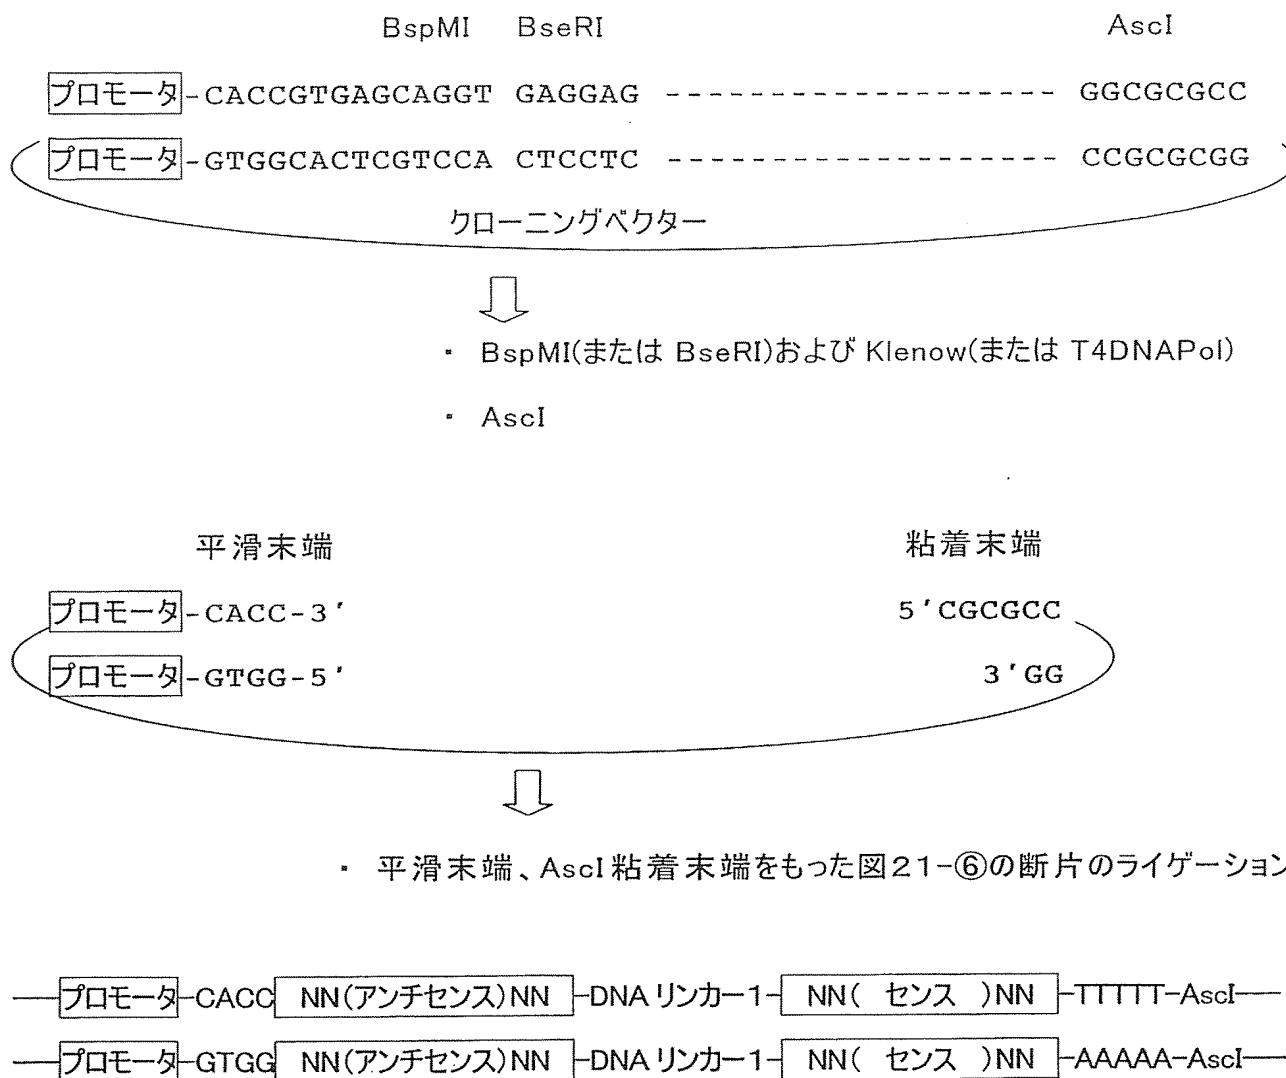 BspMI BseRI AscI
プロモータ-CACCGTGAGCAGGT GAGGAG ------------------- GGCGCGCC
プロモータ-GTGGCACTCGTCCA CTCCTC ------------------- CCGCGCGG
クローニングベクター
・ BspMI(または BseRI)および Klenow(または T4DNAPol)
・ AscI
平滑末端 粘着末端
プロモータ-CACC-3' 5'CGCGCC
プロモータ-GTGG-5' 3'GG
・ 平滑末端、AscI粘着末端をもった図21-⑥の断片のライゲーション
プロモータ-CACC NN(アンチセンス)NN -DNA リンカー1- NN( センス )NN -TTTTT-AscI
プロモータ-GTGG NN(アンチセンス)NN -DNA リンカー1- NN( センス )NN -AAAAA-AscI